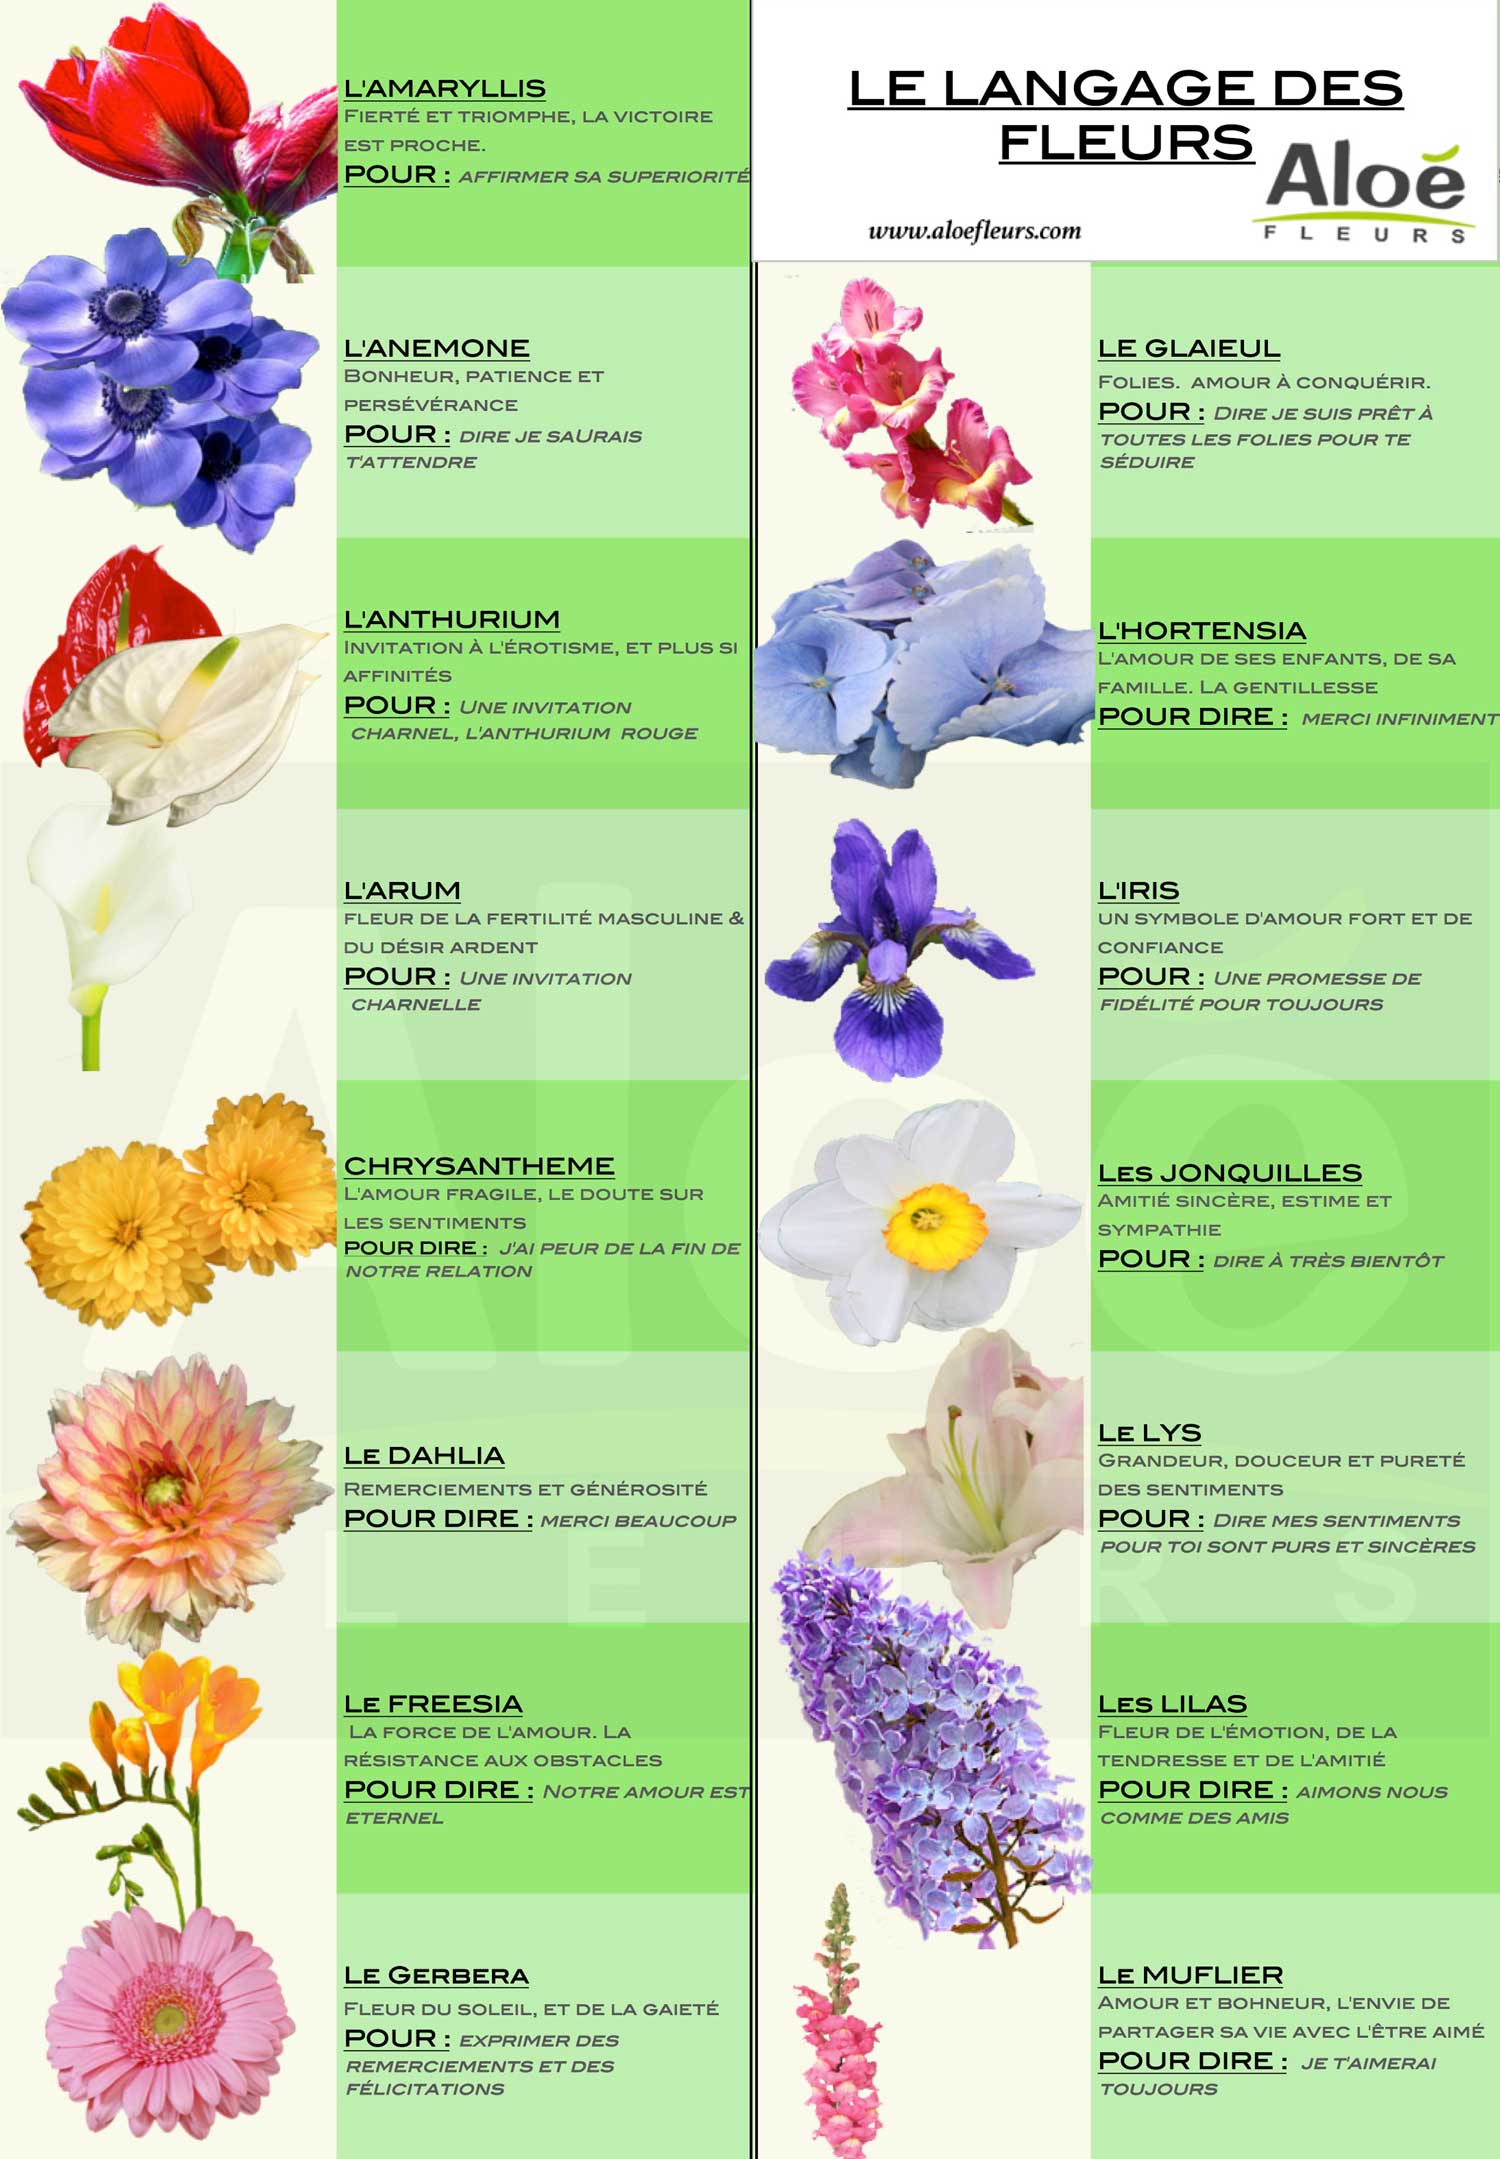 L'AMARYLLIS
FIERTÉ ET TRIOMPHE, LA VICTOIRE
EST PROCHE.
POUR : AFFIRMER SA SUPERIORITÉ
L'ANEMONE
BONHEUR, PATIENCE ET
PERSÉVÉRANCE
POUR : DIRE JE SAURAIS
T'ATTENDRE
L'ANTHURIUM
INVITATION À L'ÉROTISME, ET PLUS SI
AFFINITÉS
POUR : UNE INVITATION
CHARNEL, L'ANTHURIUM ROUGE
L'ARUM
FLEUR DE LA FERTILITÉ MASCULINE &
DU DÉSIR ARDENT
POUR : UNE INVITATION
CHARNELLE
CHRYSANTHEME
L'AMOUR FRAGILE, LE DOUTE SUR
LES SENTIMENTS
POUR DIRE : J'AI PEUR DE LA FIN DE
NOTRE RELATION
LE DAHLIA
REMERCIEMENTS ET GÉNÉROSITÉ
POUR DIRE : MERCI BEAUCOUP
LE FREESIA
LA FORCE DE L'AMOUR. LA
RÉSISTANCE AUX OBSTACLES
POUR DIRE : NOTRE AMOUR EST
ETERNEL
LE GERBERA
FLEUR DU SOLEIL, ET DE LA GAIETÉ
POUR : EXPRIMER DES
REMERCIEMENTS ET DES
FÉLICITATIONS
LE LANGAGE DES
FLEURS
Aloé
FLEURS
www.aloefleurs.com
LE GLAIEUL
FOLIES. AMOUR À CONQUÉRIR.
POUR : DIRE JE SUIS PRÊT À
TOUTES LES FOLIES POUR TE
SÉDUIRE
L'HORTENSIA
L'AMOUR DE SES ENFANTS, DE SA
FAMILLE. LA GENTILLESSE
POUR DIRE : MERCI INFINIMENT
L'IRIS
UN SYMBOLE D'AMOUR FORT ET DE
CONFIANCE
POUR : UNE PROMESSE DE
FIDÉLITÉ POUR TOUJOURS
LES JONQUILLES
AMITIÉ SINCÈRE, ESTIME ET
SYMPATHIE
POUR : DIRE À TRÈS BIENTÔT
LE LYS
GRANDEUR, DOUCEUR ET PURETÉ
DES SENTIMENTS
POUR : DIRE MES SENTIMENTS
POUR TOI SONT PURS ET SINCÈRES
LES LILAS
FLEUR DE L'ÉMOTION, DE LA
TENDRESSE ET DE L'AMITIÉ
POUR DIRE : AIMONS NOUS
COMME DES AMIS
LE MUFLIER
AMOUR ET BOHNEUR, L'ENVIE DE
PARTAGER SA VIE AVEC L'ÊTRE AIMÉ
POUR DIRE : JE T'AIMERAI
TOUJOURS